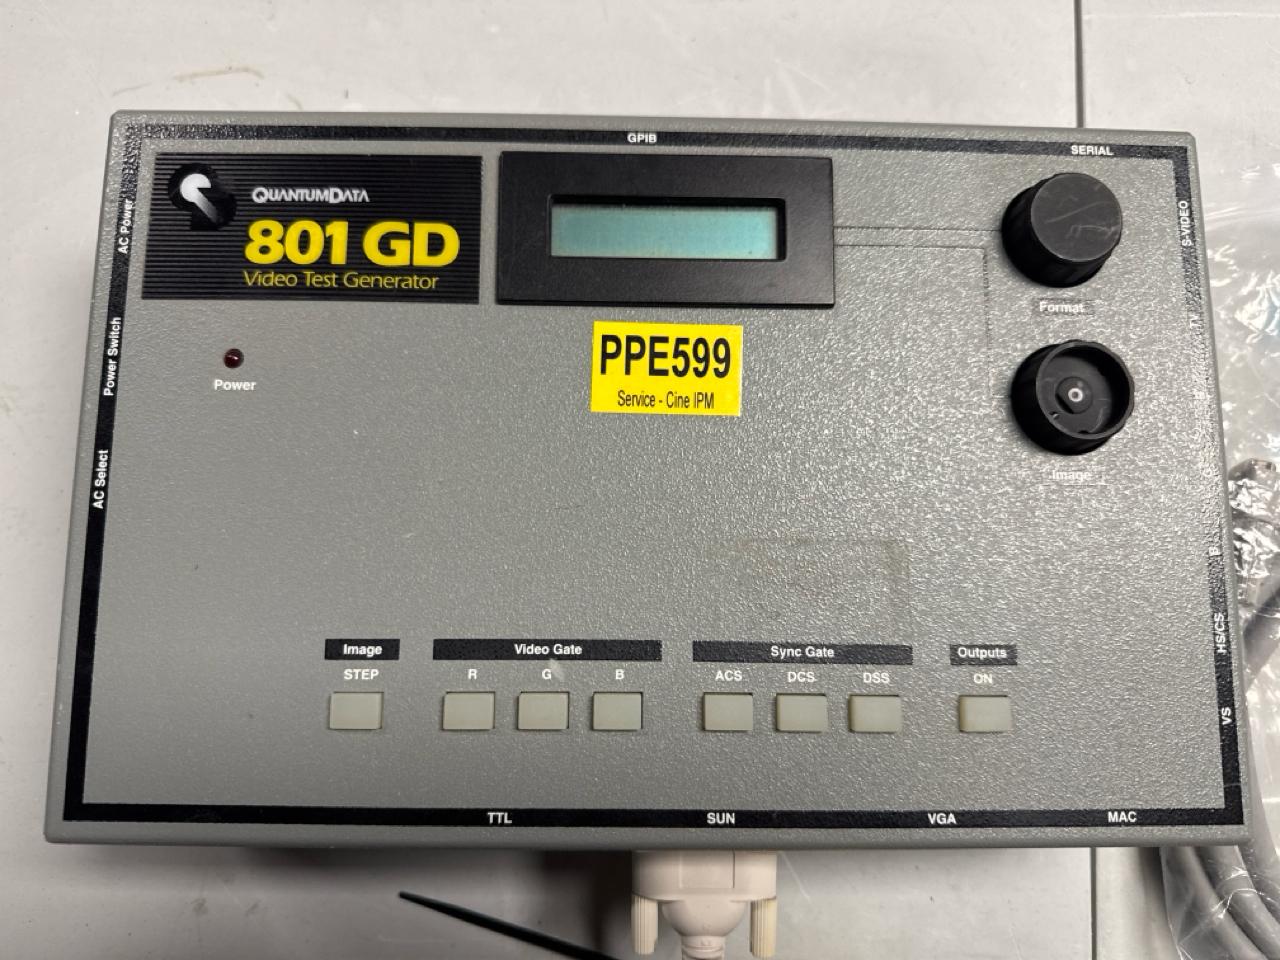 GPIB
SERIAL
QUANTUMDATA
801 GD
Video Test Generator
AC Power
Power Switch
AC Select
Power
PPE599
Service - Cine IPM
Format
Image
S-VIDEO
TV
B
HS/CS
VS
Image
STEP
Video Gate
R
G
B
Sync Gate
ACS
DCS
DSS
Outputs
ON
TTL
SUN
VGA
MAC